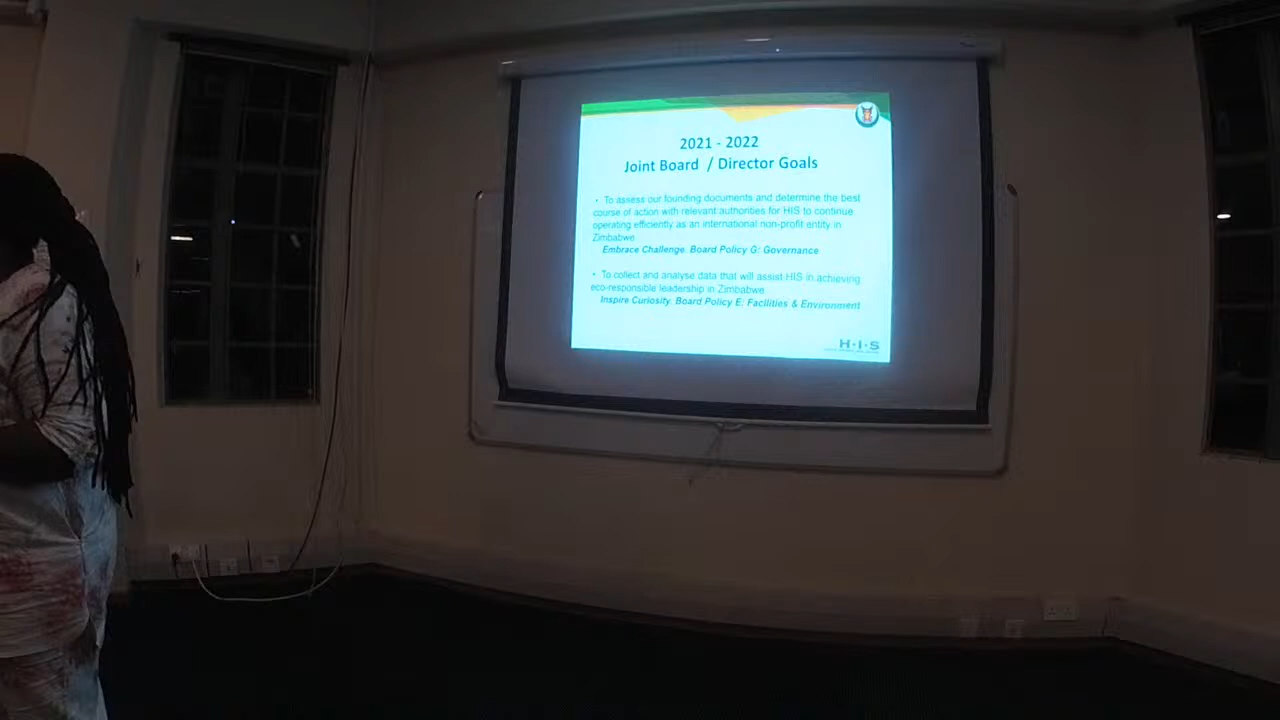 2021 - 2022
Joint Board / Director Goals
• To assess our founding documents and determine the best
course of action with relevant authorities for HIS to continue
operating efficiently as an international non-profit entity in
Zimbabwe
Embrace Challenge. Board Policy G: Governance
• To collect and analyse data that will assist HIS in achieving
eco-responsible leadership in Zimbabwe
Inspire Curiosity. Board Policy E: Facilities & Environment
H·I·S